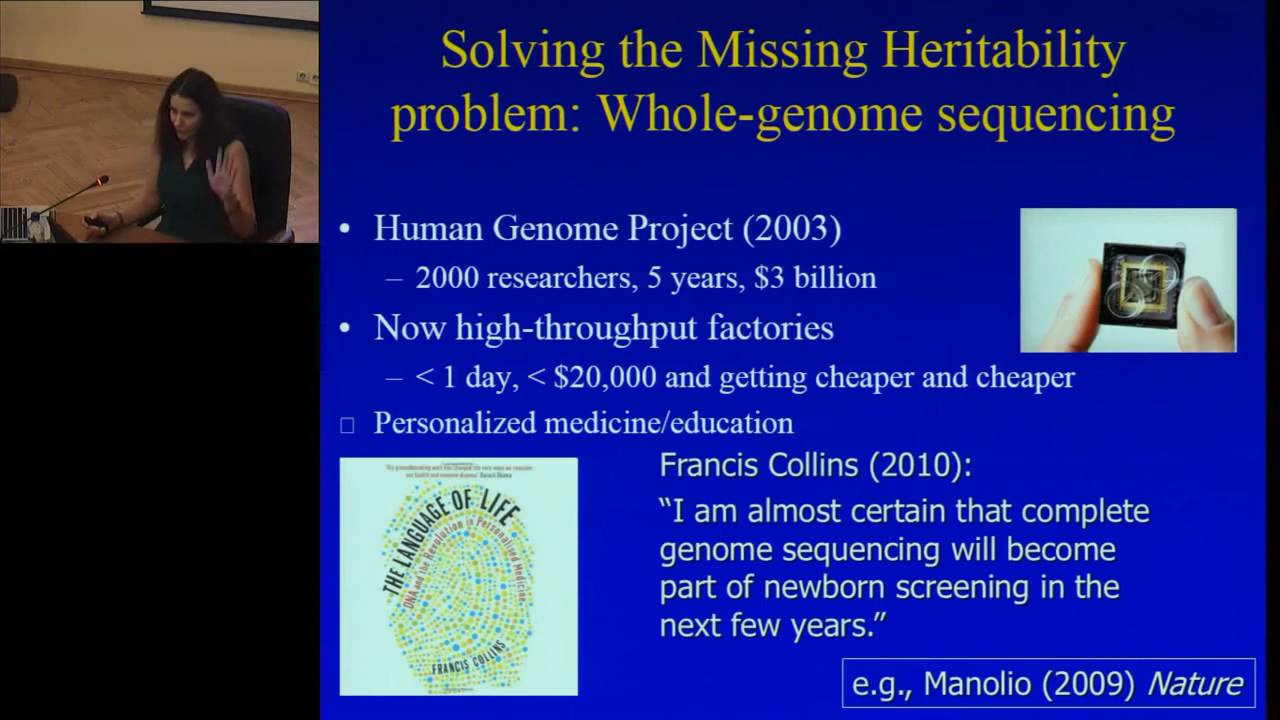 Solving the Missing Heritability
problem: Whole-genome sequencing
• Human Genome Project (2003)
– 2000 researchers, 5 years, $3 billion
• Now high-throughput factories
– < 1 day, < $20,000 and getting cheaper and cheaper
Personalized medicine/education
THE LANGUAGE OF LIFE
DNA and the Revolution in Personalised Medicine
FRANCIS COLLINS
Francis Collins (2010):
“I am almost certain that complete
genome sequencing will become
part of newborn screening in the
next few years.”
e.g., Manolio (2009) Nature